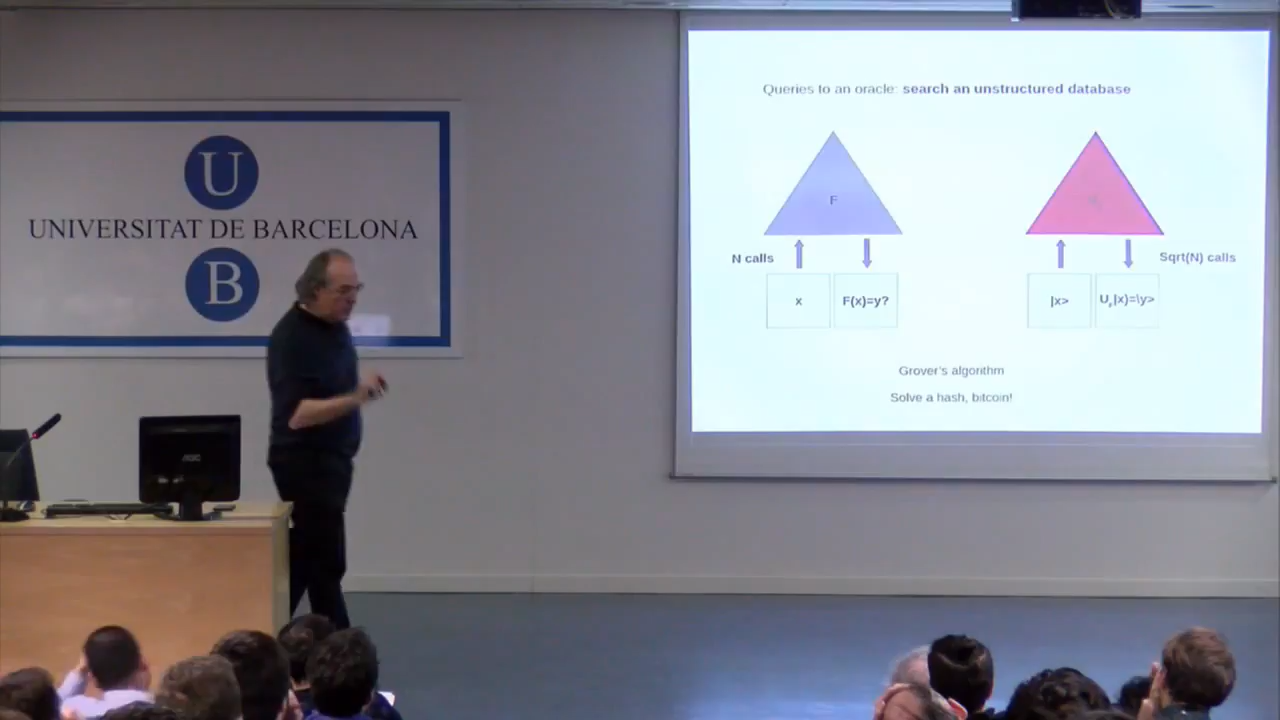 U
UNIVERSITAT DE BARCELONA
B
AOC
Queries to an oracle: search an unstructured database
F
N calls
Sqrt(N) calls
x
F(x)=y?
|x>
Grover's algorithm
Solve a hash, bitcoin!